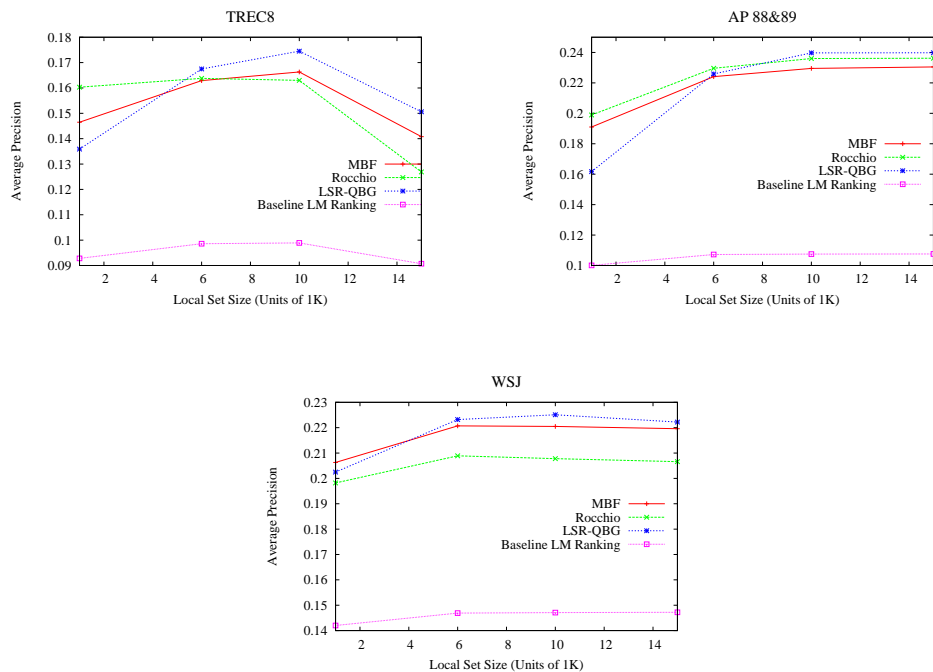 TREC8
0.18
0.17
0.16
0.15
0.14
0.13
0.12
0.11
0.1
0.09
2 4 6 8 10 12 14
Average Precision
Local Set Size (Units of 1K)
MBF
Rocchio
LSR-QBG
Baseline LM Ranking
AP 88&89
0.24
0.22
0.2
0.18
0.16
0.14
0.12
0.1
2 4 6 8 10 12 14
Average Precision
Local Set Size (Units of 1K)
MBF
Rocchio
LSR-QBG
Baseline LM Ranking
WSJ
0.23
0.22
0.21
0.2
0.19
0.18
0.17
0.16
0.15
0.14
2 4 6 8 10 12 14
Average Precision
Local Set Size (Units of 1K)
MBF
Rocchio
LSR-QBG
Baseline LM Ranking